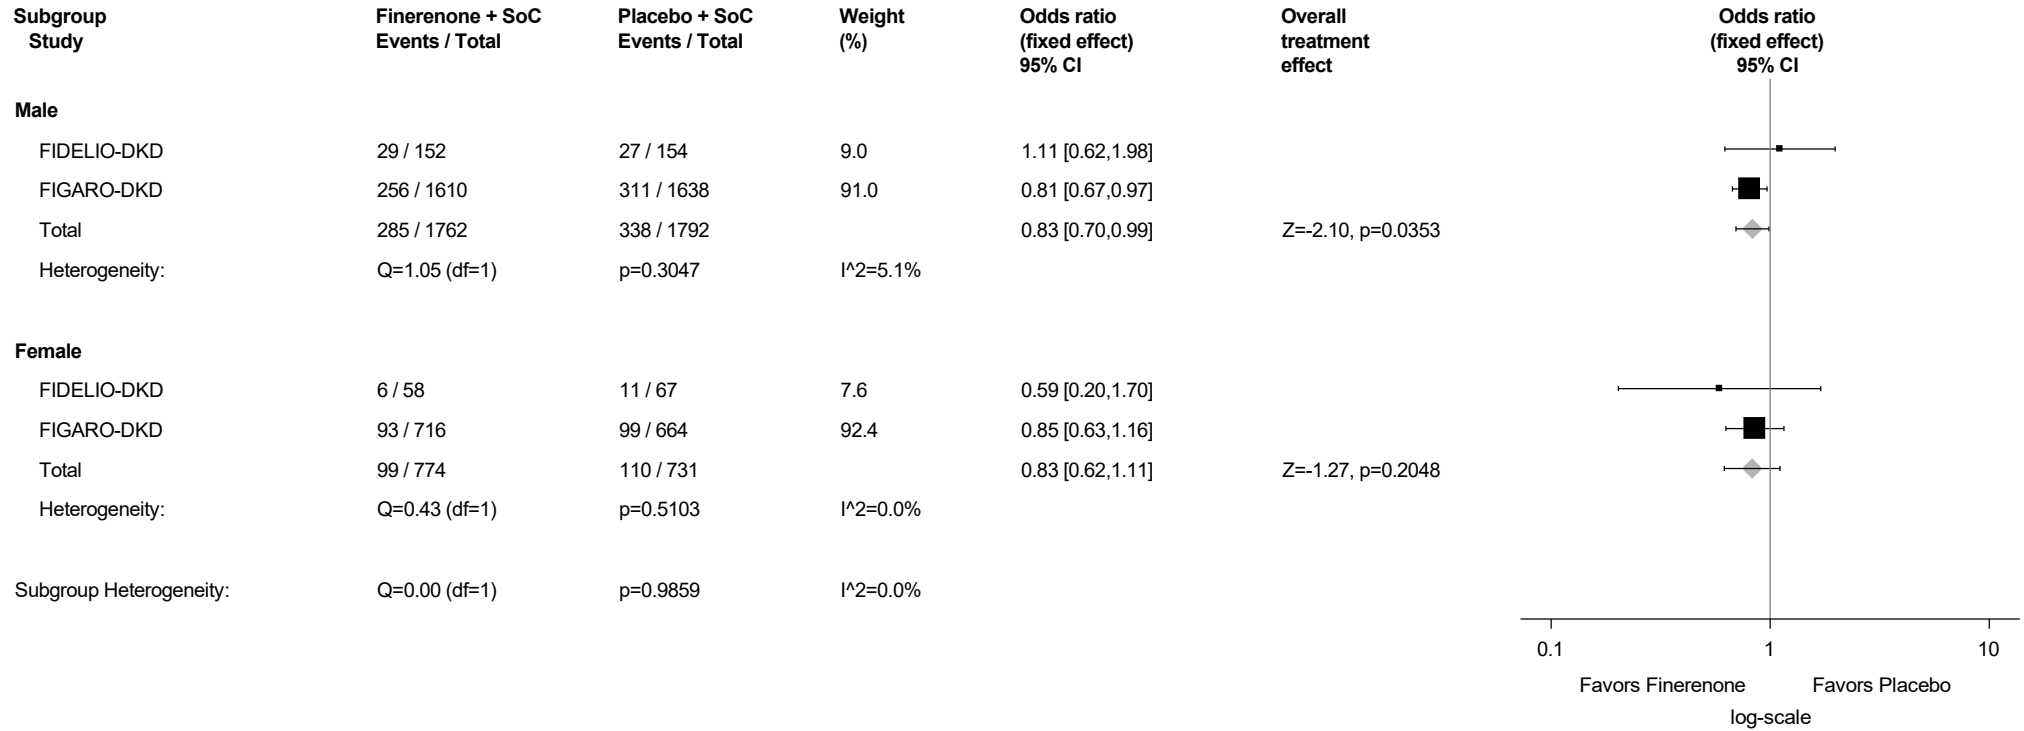 Subgroup Finerenone + SoC Placebo + SoC Weight Odds ratio Overall Odds ratio
Study Events / Total Events / Total (%) (fixed effect) treatment (fixed effect)
95% CI effect 95% CI
Male
FIDELIO-DKD 29 / 152 27 / 154 9.0 1.11 [0.62,1.98]
FIGARO-DKD 256 / 1610 311 / 1638 91.0 0.81 [0.67,0.97]
Total 285 / 1762 338 / 1792 0.83 [0.70,0.99] Z=-2.10, p=0.0353
Heterogeneity: Q=1.05 (df=1) p=0.3047 I^2=5.1%
Female
FIDELIO-DKD 6 / 58 11 / 67 7.6 0.59 [0.20,1.70]
FIGARO-DKD 93 / 716 99 / 664 92.4 0.85 [0.63,1.16]
Total 99 / 774 110 / 731 0.83 [0.62,1.11] Z=-1.27, p=0.2048
Heterogeneity: Q=0.43 (df=1) p=0.5103 I^2=0.0%
Subgroup Heterogeneity: Q=0.00 (df=1) p=0.9859 I^2=0.0%
0.1 1 10
Favors Finerenone Favors Placebo
log-scale